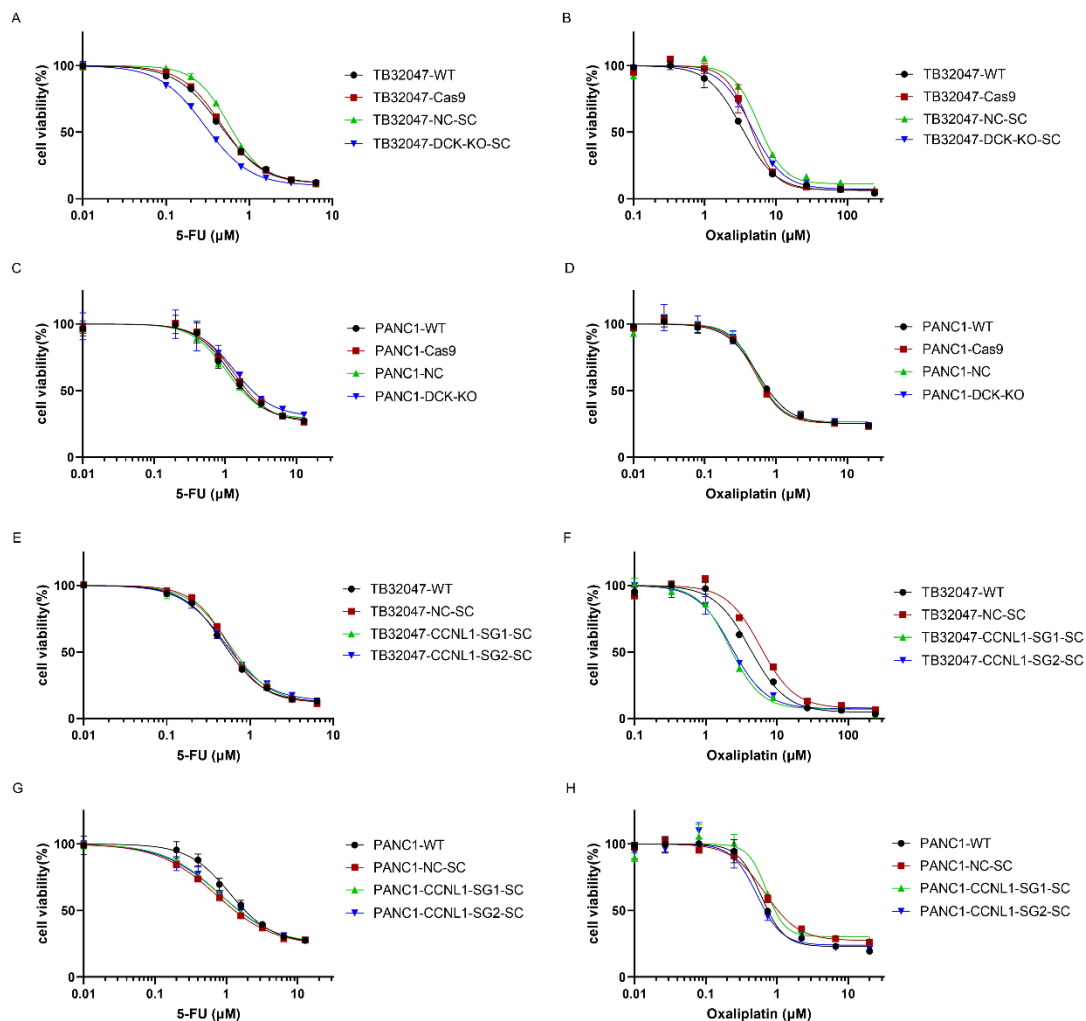 A
cell viability(%)
150
100
50
0
0.01
0.1
1
10
5-FU (μM)
TB32047-WT
TB32047-Cas9
TB32047-NC-SC
TB32047-DCK-KO-SC
B
cell viability(%)
150
100
50
0
0.1
1
10
100
Oxaliplatin (μM)
TB32047-WT
TB32047-Cas9
TB32047-NC-SC
TB32047-DCK-KO-SC
C
cell viability(%)
150
100
50
0
0.01
0.1
1
10
5-FU (μM)
PANC1-WT
PANC1-Cas9
PANC1-NC
PANC1-DCK-KO
D
cell viability(%)
150
100
50
0
0.01
0.1
1
10
Oxaliplatin (μM)
PANC1-WT
PANC1-Cas9
PANC1-NC
PANC1-DCK-KO
E
cell viability(%)
150
100
50
0
0.01
0.1
1
10
5-FU (μM)
TB32047-WT
TB32047-NC-SC
TB32047-CCNL1-SG1-SC
TB32047-CCNL1-SG2-SC
F
cell viability(%)
150
100
50
0
0.1
1
10
100
Oxaliplatin (μM)
TB32047-WT
TB32047-NC-SC
TB32047-CCNL1-SG1-SC
TB32047-CCNL1-SG2-SC
G
cell viability(%)
150
100
50
0
0.01
0.1
1
10
5-FU (μM)
PANC1-WT
PANC1-NC-SC
PANC1-CCNL1-SG1-SC
PANC1-CCNL1-SG2-SC
H
cell viability(%)
150
100
50
0
0.01
0.1
1
10
Oxaliplatin (μM)
PANC1-WT
PANC1-NC-SC
PANC1-CCNL1-SG1-SC
PANC1-CCNL1-SG2-SC